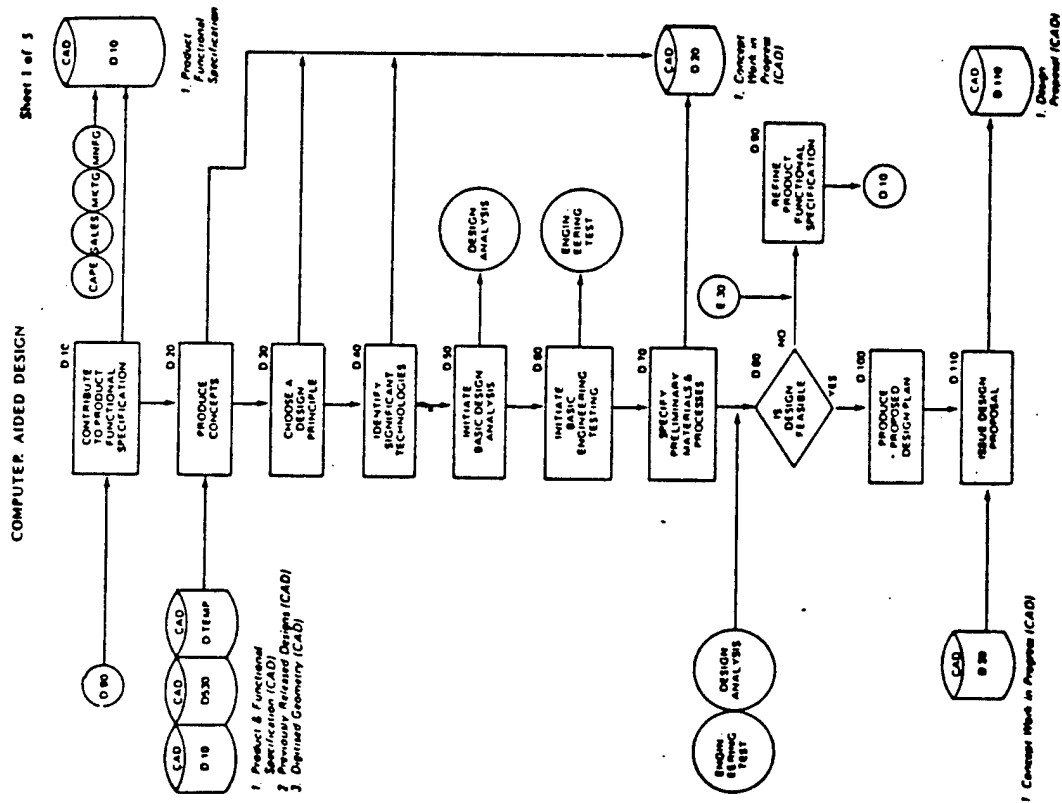 COMPUTER AIDED DESIGN
Sheet 1 of 5
D 90
D 10
CONTRIBUTE
TO PRODUCT
FUNCTIONAL
SPECIFICATION
CAPE
SALES
MKTG
MNFG
CAD
D 10
1. Product
Functional
Specification
CAD
D 10
CAD
D530
CAD
D TEMP
1. Product & Functional
Specification (CAD)
2 Previously Released Designs (CAD)
3. Digitised Geometry (CAD)
D 20
PRODUCE
CONCEPTS
D 30
CHOOSE A
DESIGN
PRINCIPLE
D 40
IDENTIFY
SIGNIFICANT
TECHNOLOGIES
D 50
INITIATE
BASIC DESIGN
ANALYSIS
DESIGN
ANALYSIS
D 60
INITIATE
BASIC
ENGINEERING
TESTING
ENGIN-
EERING
TEST
D 70
SPECIFY
PRELIMINARY
MATERIALS &
PROCESSES
CAD
D 20
1. Concept
Work in
Progress
(CAD)
ENGIN-
EERING
TEST
DESIGN
ANALYSIS
D 80
IS
DESIGN
FEASIBLE
NO
YES
E 30
D 90
REFINE
PRODUCT
FUNCTIONAL
SPECIFICATION
D 10
D 100
PRODUCE
PROPOSED
DESIGN PLAN
D 110
ISSUE DESIGN
PROPOSAL
CAD
D 20
1 Concept Work in Progress (CAD)
CAD
D 110
1. Design
Proposal (CAD)